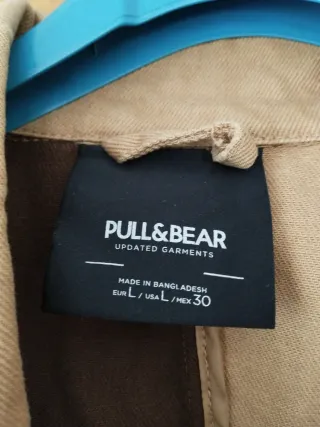 PULL&BEAR
UPDATED GARMENTS
MADE IN BANGLADESH
EUR L / USA L / MEX 30